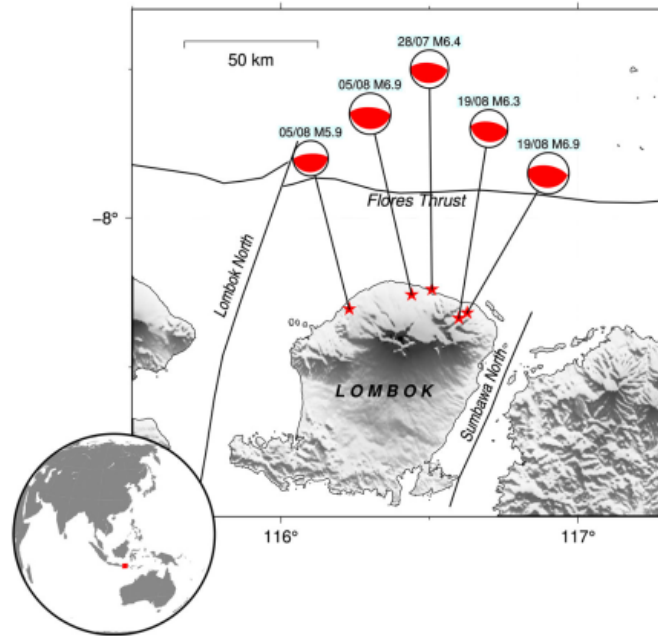 28/07 M6.4
50 km
05/08 M6.9
19/08 M6.3
05/08 M5.9
19/08 M6.9
Flores Thrust
-8°
Lombok North
LOMBOK
Sumbawa North
116°
117°